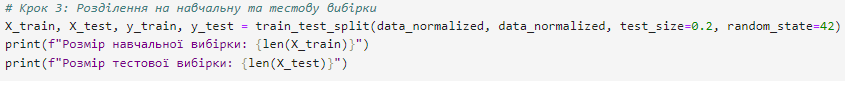 # Крок 3: Розділення на навчальну та тестову вибірки
X_train, X_test, y_train, y_test = train_test_split(data_normalized, data_normalized, test_size=0.2, random_state=42)
print(f"Розмір навчальної вибірки: {len(X_train)}")
print(f"Розмір тестової вибірки: {len(X_test)}")